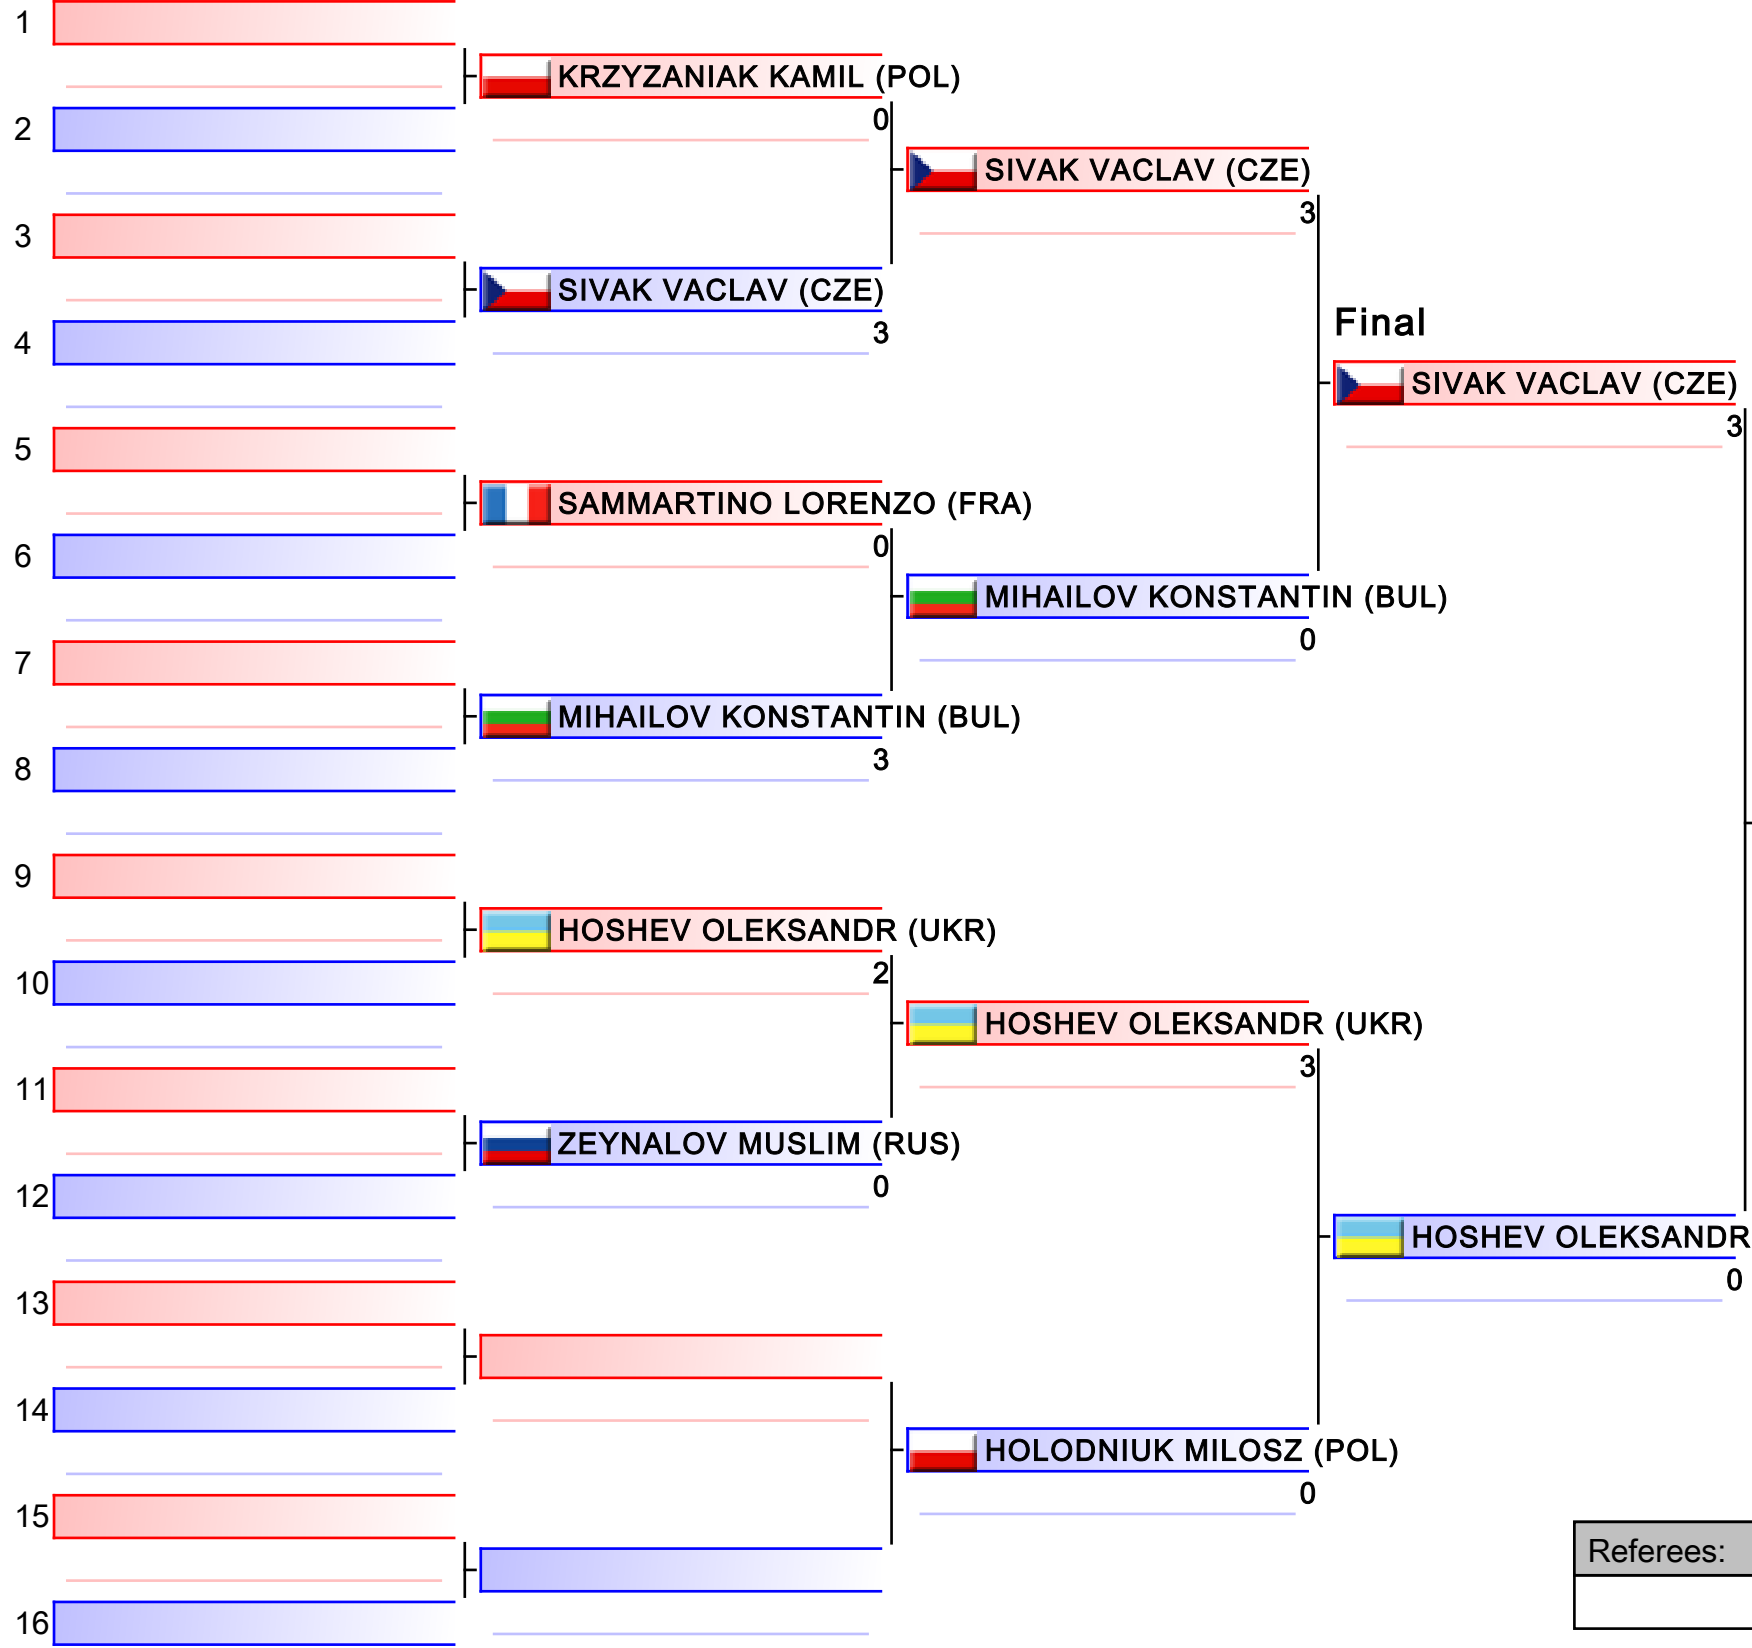 1
KRZYZANIAK KAMIL (POL)
0
2
SIVAK VACLAV (CZE)
3
3
SIVAK VACLAV (CZE)
3
4
Final
SIVAK VACLAV (CZE)
3
5
SAMMARTINO LORENZO (FRA)
0
6
MIHAILOV KONSTANTIN (BUL)
0
7
MIHAILOV KONSTANTIN (BUL)
3
8
9
HOSHEV OLEKSANDR (UKR)
2
10
HOSHEV OLEKSANDR (UKR)
3
11
ZEYNALOV MUSLIM (RUS)
0
12
HOSHEV OLEKSANDR
0
13
14
HOLODNIUK MILOSZ (POL)
0
15
Referees:
16